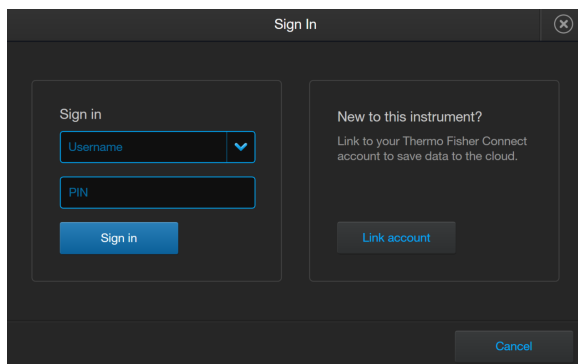 Sign In
Sign in
Username
PIN
Sign in
New to this instrument?
Link to your Thermo Fisher Connect
account to save data to the cloud.
Link account
Cancel